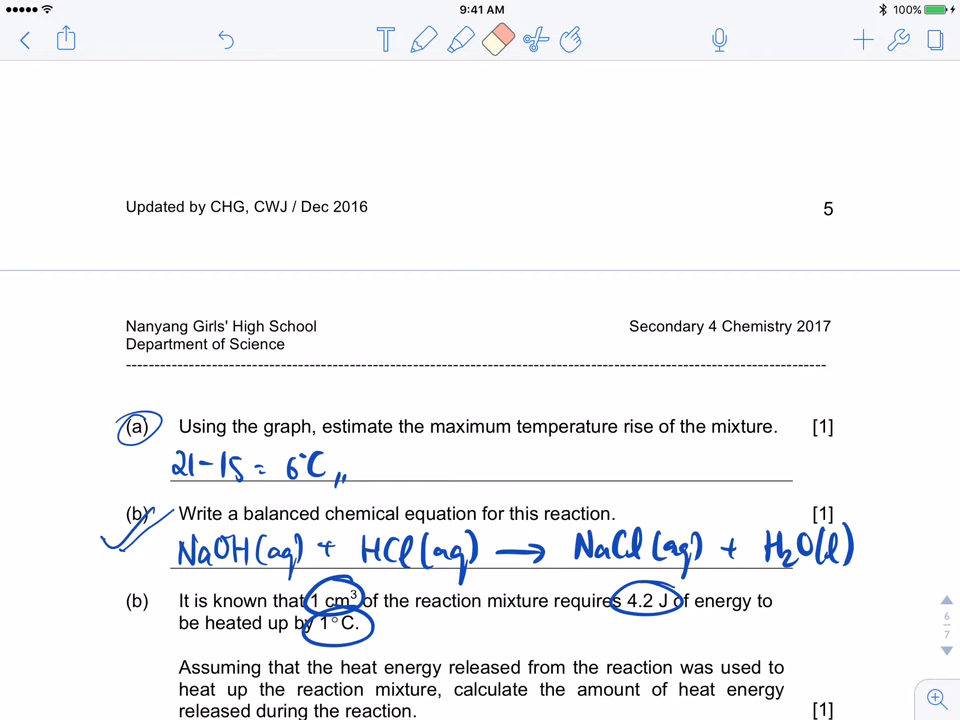 9:41 AM
100%
T
Updated by CHG, CWJ / Dec 2016
5
Nanyang Girls' High School
Secondary 4 Chemistry 2017
Department of Science
--------------------------------------------------------------------------------------------------------------
(a) Using the graph, estimate the maximum temperature rise of the mixture. [1]
21 - 15 = 6°C
(b) Write a balanced chemical equation for this reaction. [1]
NaOH(aq) + HCl(aq) → NaCl(aq) + H₂O(l)
(b) It is known that 1 cm³ of the reaction mixture requires 4.2 J of energy to
be heated up by 1°C.
Assuming that the heat energy released from the reaction was used to
heat up the reaction mixture, calculate the amount of heat energy
released during the reaction. [1]
6
7